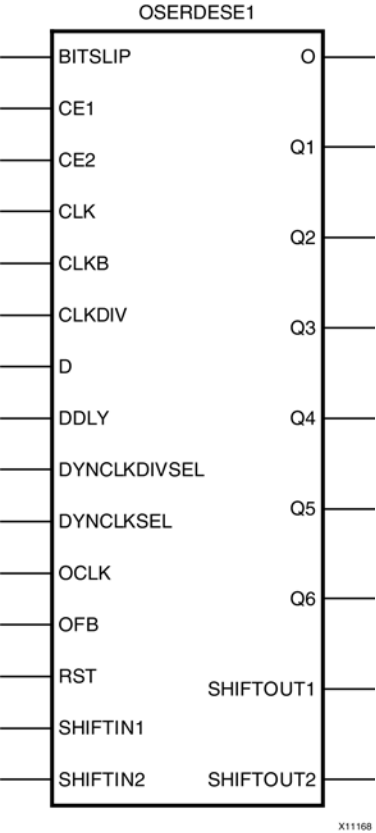 OSERDESE1
BITSLIP
O
CE1
Q1
CE2
CLK
Q2
CLKB
CLKDIV
Q3
D
DDLY
Q4
DYNCLKDIVSEL
Q5
DYNCLKSEL
OCLK
Q6
OFB
RST
SHIFTOUT1
SHIFTIN1
SHIFTIN2
SHIFTOUT2
X11168